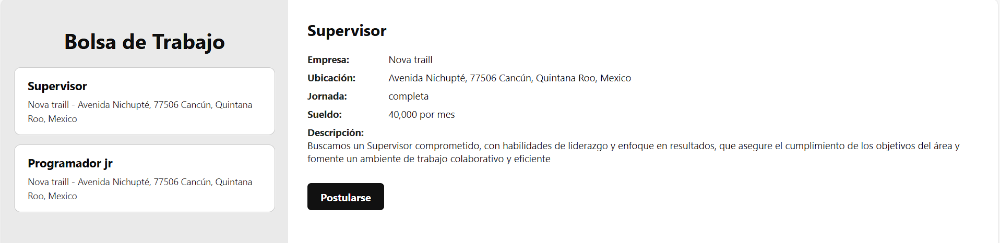 Bolsa de Trabajo
Supervisor
Nova traill - Avenida Nichupté, 77506 Cancún, Quintana
Roo, Mexico
Programador jr
Nova traill - Avenida Nichupté, 77506 Cancún, Quintana
Roo, Mexico
Supervisor
Empresa: Nova traill
Ubicación: Avenida Nichupté, 77506 Cancún, Quintana Roo, Mexico
Jornada: completa
Sueldo: 40,000 por mes
Descripción:
Buscamos un Supervisor comprometido, con habilidades de liderazgo y enfoque en resultados, que asegure el cumplimiento de los objetivos del área y
fomente un ambiente de trabajo colaborativo y eficiente
Postularse